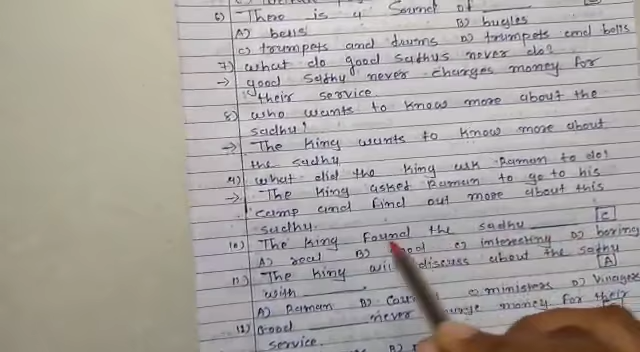 6) There is a Sound of
A) bells B) bugles
C) trumpets and drums D) trumpets and bells
7) what do good sadhus never do?
→ good sadhu never charges money for
their service.
8) who wants to know more about the
sadhu?
→ The king wants to know more about
the sadhu
9) what did the king ask Raman to do?
→ The king asked Raman to go to his
camp and find out more about this
sadhu.
10) The king found the sadhu ______ [C]
A) real B) C) interesting D) boring
11) The king will discuss about the sadhu
with ______. [A]
A) Raman B) C) ministers D) Villagers
12) Good ______ never money for their
service.